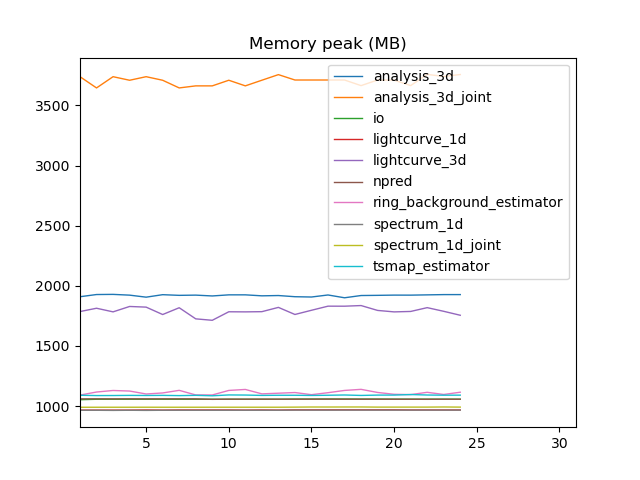 Memory peak (MB)
analysis_3d
analysis_3d_joint
io
lightcurve_1d
lightcurve_3d
npred
ring_background_estimator
spectrum_1d
spectrum_1d_joint
tsmap_estimator
3500
3000
2500
2000
1500
1000
5 10 15 20 25 30